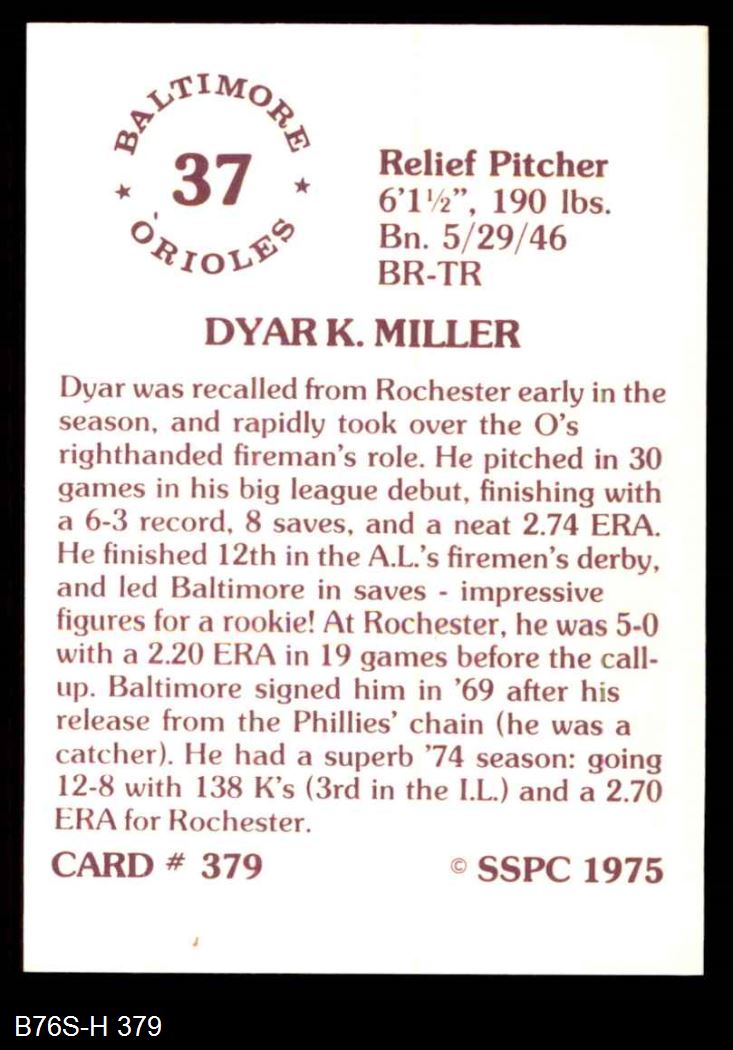 BALTIMORE
37
ORIOLES
Relief Pitcher
6'1½”, 190 lbs.
Bn. 5/29/46
BR-TR
DYAR K. MILLER
Dyar was recalled from Rochester early in the
season, and rapidly took over the O's
righthanded fireman's role. He pitched in 30
games in his big league debut, finishing with
a 6-3 record, 8 saves, and a neat 2.74 ERA.
He finished 12th in the A.L.'s firemen's derby,
and led Baltimore in saves - impressive
figures for a rookie! At Rochester, he was 5-0
with a 2.20 ERA in 19 games before the call-
up. Baltimore signed him in '69 after his
release from the Phillies' chain (he was a
catcher). He had a superb '74 season: going
12-8 with 138 K's (3rd in the I.L.) and a 2.70
ERA for Rochester.
CARD # 379
© SSPC 1975
B76S-H 379